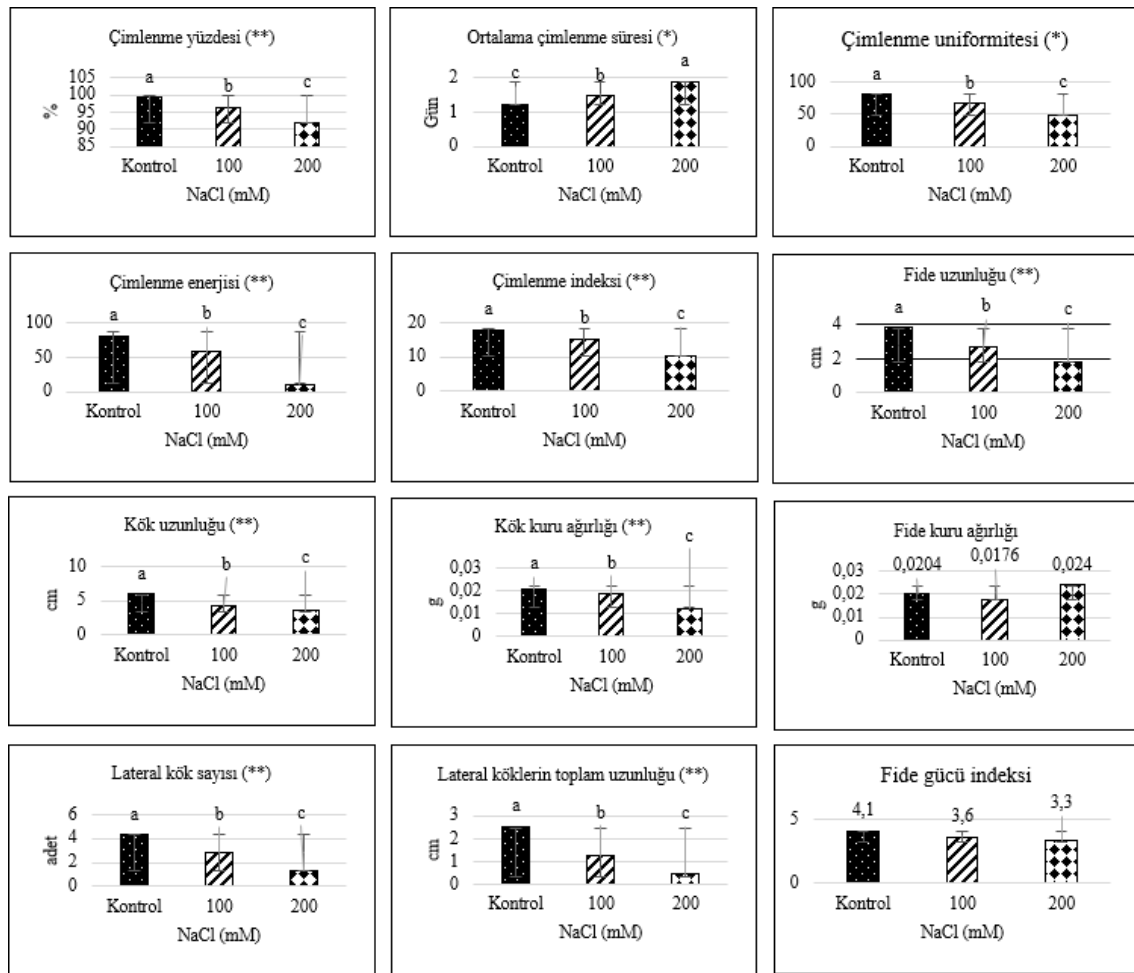 Çimlenme yüzdesi (**)
%
105
100
95
90
85
a
b
c
Kontrol 100 200
NaCl (mM)
Ortalama çimlenme süresi (*)
Gün
2
1
0
c
b
a
Kontrol 100 200
NaCl (mM)
Çimlenme uniformitesi (*)
100
50
0
a
b
c
Kontrol 100 200
NaCl (mM)
Çimlenme enerjisi (**)
100
50
0
a
b
c
Kontrol 100 200
NaCl (mM)
Çimlenme indeksi (**)
20
10
0
a
b
c
Kontrol 100 200
NaCl (mM)
Fide uzunluğu (**)
cm
4
2
0
a
b
c
Kontrol 100 200
NaCl (mM)
Kök uzunluğu (**)
cm
10
5
0
a
b
c
Kontrol 100 200
NaCl (mM)
Kök kuru ağırlığı (**)
g
0,03
0,02
0,01
0
a
b
c
Kontrol 100 200
NaCl (mM)
Fide kuru ağırlığı
g
0,03
0,02
0,01
0
0,0204
0,0176
0,024
Kontrol 100 200
NaCl (mM)
Lateral kök sayısı (**)
adet
6
4
2
0
a
b
c
Kontrol 100 200
NaCl (mM)
Lateral köklerin toplam uzunluğu (**)
cm
3
2
1
0
a
b
c
Kontrol 100 200
NaCl (mM)
Fide gücü indeksi
5
0
4,1
3,6
3,3
Kontrol 100 200
NaCl (mM)